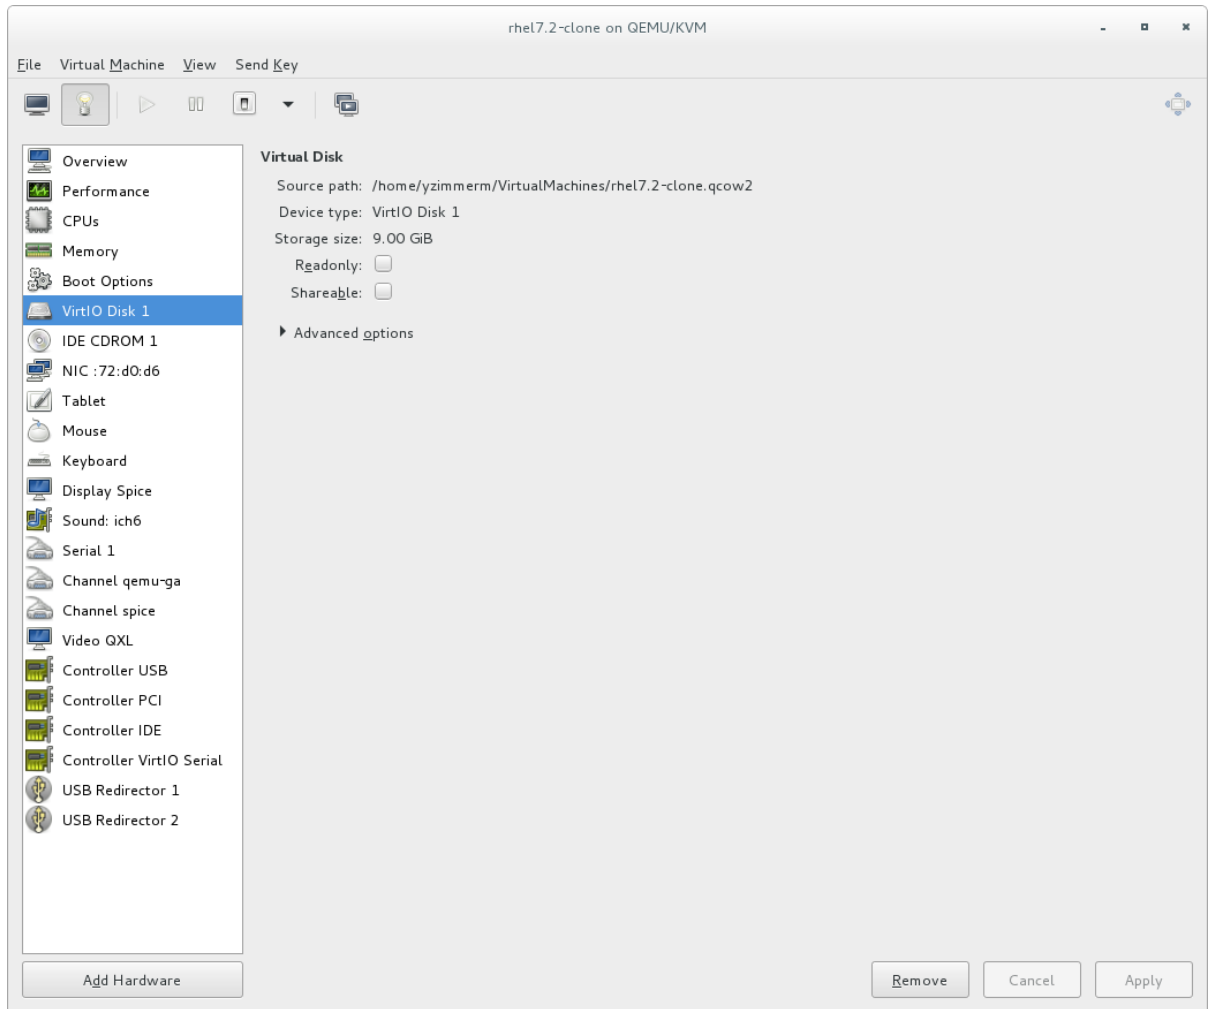 rhel7.2-clone on QEMU/KVM
File Virtual Machine View Send Key
Overview
Performance
CPUs
Memory
Boot Options
VirtIO Disk 1
IDE CDROM 1
NIC :72:d0:d6
Tablet
Mouse
Keyboard
Display Spice
Sound: ich6
Serial 1
Channel qemu-ga
Channel spice
Video QXL
Controller USB
Controller PCI
Controller IDE
Controller VirtIO Serial
USB Redirector 1
USB Redirector 2
Add Hardware
Virtual Disk
Source path: /home/yzimmerm/VirtualMachines/rhel7.2-clone.qcow2
Device type: VirtIO Disk 1
Storage size: 9.00 GiB
Readonly:
Shareable:
Advanced options
Remove Cancel Apply